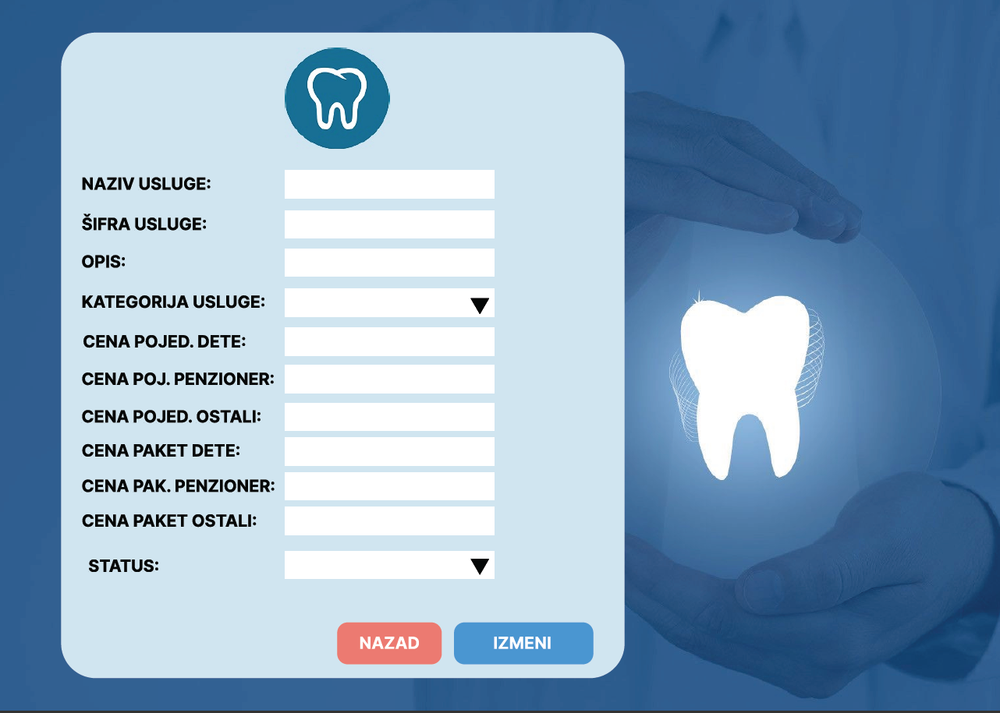 NAZIV USLUGE:
ŠIFRA USLUGE:
OPIS:
KATEGORIJA USLUGE:
CENA POJED. DETE:
CENA POJ. PENZIONER:
CENA POJED. OSTALI:
CENA PAKET DETE:
CENA PAK. PENZIONER:
CENA PAKET OSTALI:
STATUS:
NAZAD IZMENI